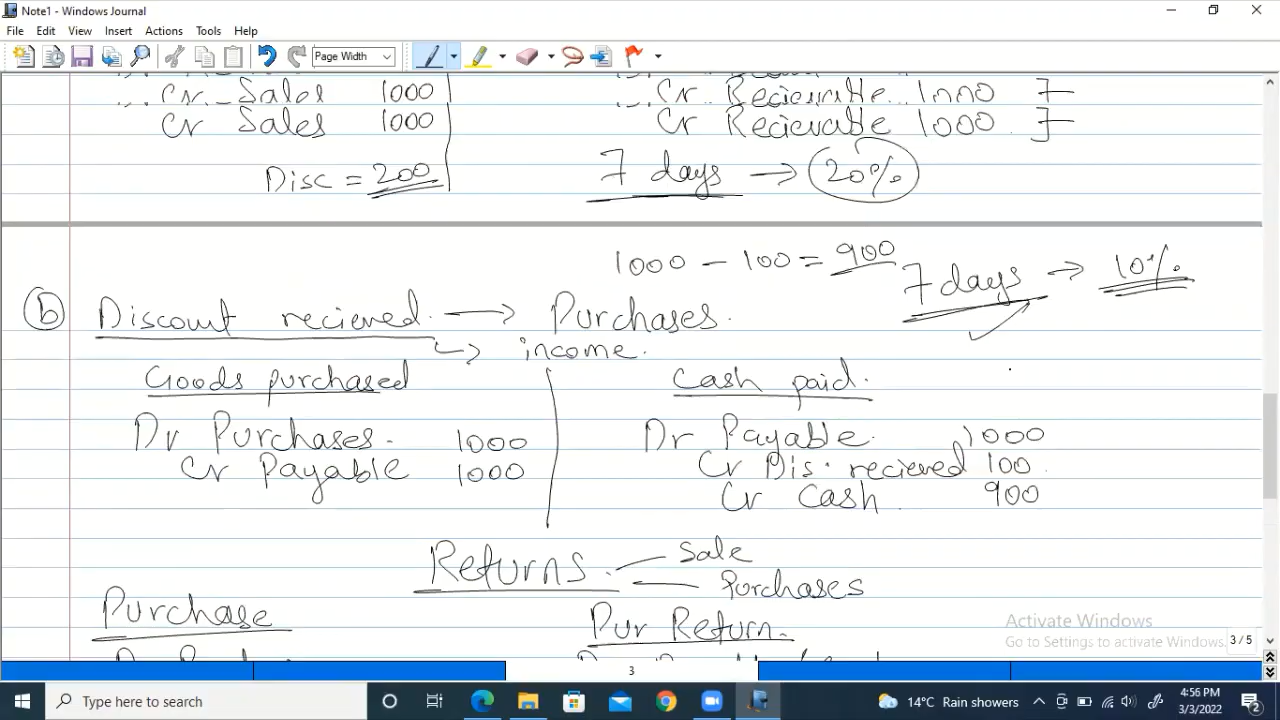 Note1 - Windows Journal
File Edit View Insert Actions Tools Help
Page Width
Cr Sales 1000
Cr Recievable 1000
Cr Sales 1000
Cr Recievable 1000
Disc = 200
7 days → 20%
1000 - 100 = 900
7 days → 10%
b Discount recieved. → Purchases.
income.
Goods purchased
Cash paid.
Dr Purchases. 1000
Cr Payable 1000
Dr Payable. 1000
Cr Dis. recieved 100
Cr Cash 900
Returns
Sale
Purchases
Purchase
Pur Return.
Activate Windows
Go to Settings to activate Windows.
3 / 5
3
Type here to search
14°C Rain showers
4:56 PM
3/3/2022
2